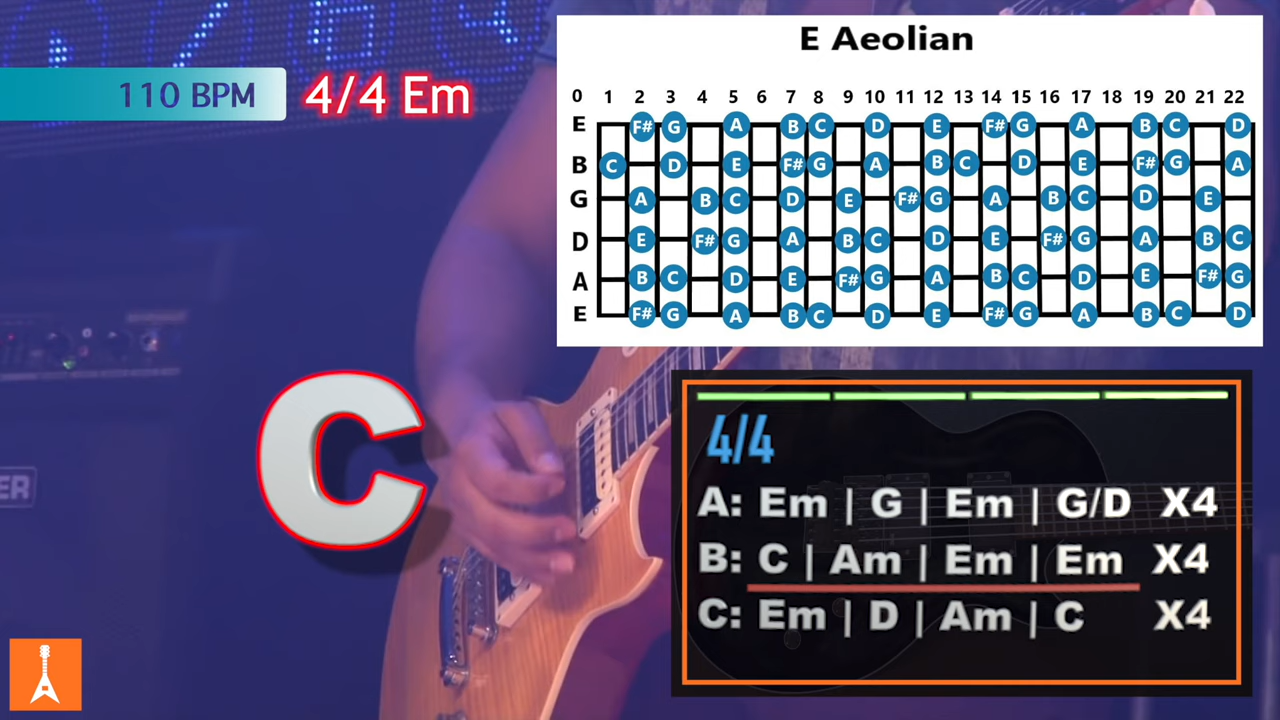 E Aeolian
110 BPM 4/4 Em
0 1 2 3 4 5 6 7 8 9 10 11 12 13 14 15 16 17 18 19 20 21 22
E F# G A B C D E F# G A B C D
B C D E F# G A B C D E F# G A
G A B C D E F# G A B C D E
D E F# G A B C D E F# G A B C
A B C D E F# G A B C D E F# G
E F# G A B C D E F# G A B C D
C
4/4
A: Em | G | Em | G/D X4
B: C | Am | Em | Em X4
C: Em | D | Am | C X4
ER